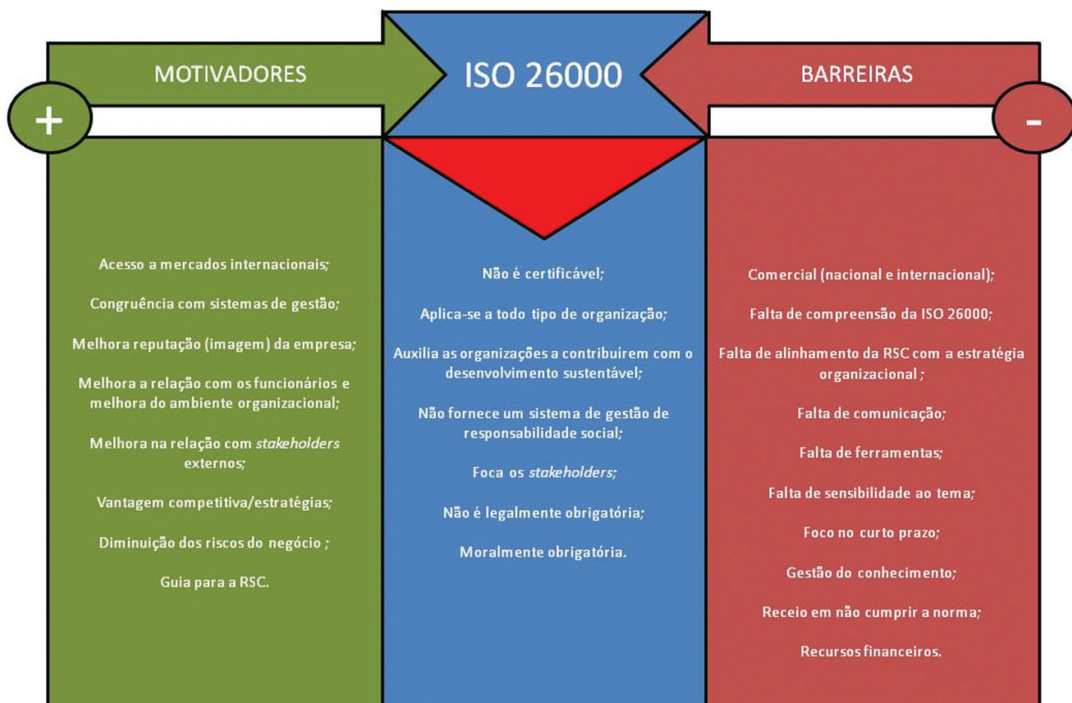 MOTIVADORES
ISO 26000
BARREIRAS
+
-
Acesso a mercados internacionais;
Congruência com sistemas de gestão;
Melhora reputação (imagem) da empresa;
Melhora a relação com os funcionários e
melhora do ambiente organizacional;
Melhora na relação com stakeholders
externos;
Vantagem competitiva/estratégias;
Diminuição dos riscos do negócio ;
Guia para a RSC.
Não é certificável;
Aplica-se a todo tipo de organização;
Auxilia as organizações a contribuírem com o
desenvolvimento sustentável;
Não fornece um sistema de gestão de
responsabilidade social;
Foca os stakeholders;
Não é legalmente obrigatória;
Moralmente obrigatória.
Comercial (nacional e internacional);
Falta de compreensão da ISO 26000;
Falta de alinhamento da RSC com a estratégia
organizacional ;
Falta de comunicação;
Falta de ferramentas;
Falta de sensibilidade ao tema;
Foco no curto prazo;
Gestão do conhecimento;
Receio em não cumprir a norma;
Recursos financeiros.